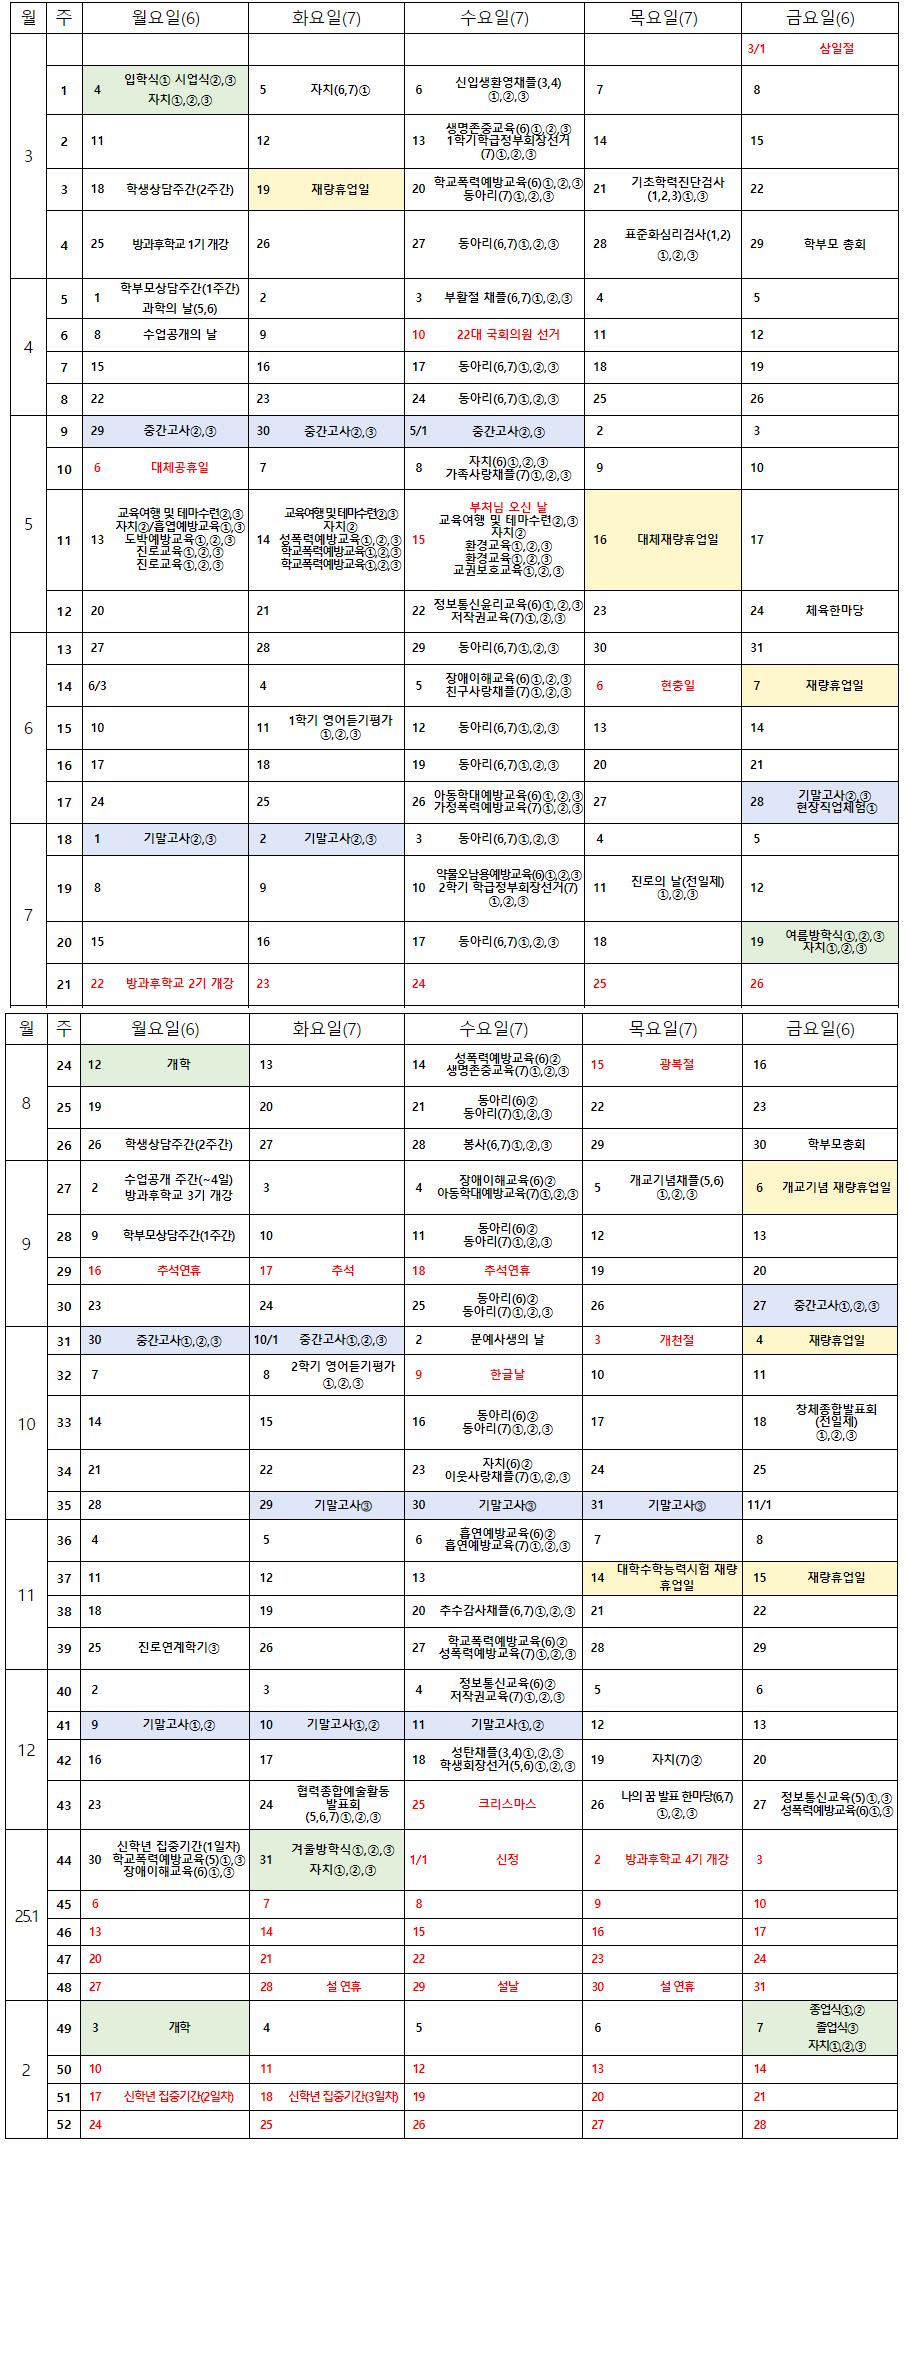 월 주 월요일(6) 화요일(7) 수요일(7) 목요일(7) 금요일(6)
3
3/1 삼일절
1 4 입학식① 시업식②,③
자치①,②,③
5 자치(6,7)①
6 신입생환영채플(3,4)
①,②,③
7
8
2 11
12
13 생명존중교육(6)①,②,③
1학기학급정부회장선거
(7)①,②,③
14
15
3 18 학생상담주간(2주간)
19 재량휴업일
20 학교폭력예방교육(6)①,②,③
동아리(7)①,②,③
21 기초학력진단검사
(1,2,3)①,③
22
4 25 방과후학교 1기 개강
26
27 동아리(6,7)①,②,③
28 표준화심리검사(1,2)
①,②,③
29 학부모 총회
4
5 1 학부모상담주간(1주간)
과학의 날(5,6)
2
3 부활절 채플(6,7)①,②,③
4
5
6 8 수업공개의 날
9
10 22대 국회의원 선거
11
12
7 15
16
17 동아리(6,7)①,②,③
18
19
8 22
23
24 동아리(6,7)①,②,③
25
26
5
9 29 중간고사②,③
30 중간고사②,③
5/1 중간고사②,③
2
3
10 6 대체공휴일
7
8 자치(6)①,②,③
가족사랑채플(7)①,②,③
9
10
11 13 교육여행 및 테마수련②,③
자치②/흡연예방교육①,③
도박예방교육①,②,③
진로교육①,②,③
진로교육①,②,③
14 교육여행 및 테마수련②,③
자치②
성폭력예방교육①,②,③
학교폭력예방교육①,②,③
학교폭력예방교육①,②,③
15 부처님 오신 날
교육여행 및 테마수련②,③
자치②
환경교육①,②,③
환경교육①,②,③
교권보호교육①,②,③
16 대체재량휴업일
17
12 20
21
22 정보통신윤리교육(6)①,②,③
저작권교육(7)①,②,③
23
24 체육한마당
6
13 27
28
29 동아리(6,7)①,②,③
30
31
14 6/3
4
5 장애이해교육(6)①,②,③
친구사랑채플(7)①,②,③
6 현충일
7 재량휴업일
15 10
11 1학기 영어듣기평가
①,②,③
12 동아리(6,7)①,②,③
13
14
16 17
18
19 동아리(6,7)①,②,③
20
21
17 24
25
26 아동학대예방교육(6)①,②,③
가정폭력예방교육(7)①,②,③
27
28 기말고사②,③
현장직업체험①
7
18 1 기말고사②,③
2 기말고사②,③
3 동아리(6,7)①,②,③
4
5
19 8
9
10 약물오남용예방교육(6)①,②,③
2학기 학급정부회장선거(7)
①,②,③
11 진로의 날(전일제)
①,②,③
12
20 15
16
17 동아리(6,7)①,②,③
18
19 여름방학식①,②,③
자치①,②,③
21 22 방과후학교 2기 개강
23
24
25
26
월 주 월요일(6) 화요일(7) 수요일(7) 목요일(7) 금요일(6)
8
24 12 개학
13
14 성폭력예방교육(6)②
생명존중교육(7)①,②,③
15 광복절
16
25 19
20
21 동아리(6)②
동아리(7)①,②,③
22
23
26 26 학생상담주간(2주간)
27
28 봉사(6,7)①,②,③
29
30 학부모총회
9
27 2 수업공개 주간(~4일)
방과후학교 3기 개강
3
4 장애이해교육(6)②
아동학대예방교육(7)①,②,③
5 개교기념채플(5,6)
①,②,③
6 개교기념 재량휴업일
28 9 학부모상담주간(1주간)
10
11 동아리(6)②
동아리(7)①,②,③
12
13
29 16 추석연휴
17 추석
18 추석연휴
19
20
30 23
24
25 동아리(6)②
동아리(7)①,②,③
26
27 중간고사①,②,③
10
31 30 중간고사①,②,③
10/1 중간고사①,②,③
2 문예사생의 날
3 개천절
4 재량휴업일
32 7
8 2학기 영어듣기평가
①,②,③
9 한글날
10
11
33 14
15
16 동아리(6)②
동아리(7)①,②,③
17
18 창체종합발표회
(전일제)
①,②,③
34 21
22
23 자치(6)②
이웃사랑채플(7)①,②,③
24
25
35 28
29 기말고사③
30 기말고사③
31 기말고사③
11/1
11
36 4
5
6 흡연예방교육(6)②
흡연예방교육(7)①,②,③
7
8
37 11
12
13
14 대학수학능력시험 재량
휴업일
15 재량휴업일
38 18
19
20 추수감사채플(6,7)①,②,③
21
22
39 25 진로연계학기③
26
27 학교폭력예방교육(6)②
성폭력예방교육(7)①,②,③
28
29
12
40 2
3
4 정보통신교육(6)②
저작권교육(7)①,②,③
5
6
41 9 기말고사①,②
10 기말고사①,②
11 기말고사①,②
12
13
42 16
17
18 성탄채플(3,4)①,②,③
학생회장선거(5,6)①,②,③
19 자치(7)②
20
43 23
24 협력종합예술활동
발표회
(5,6,7)①,②,③
25 크리스마스
26 나의 꿈 발표 한마당(6,7)
①,②,③
27 정보통신교육(5)①,③
성폭력예방교육(6)①,③
25.1
44 30 신학년 집중기간(1일차)
학교폭력예방교육(5)①,③
장애이해교육(6)①,③
31 겨울방학식①,②,③
자치①,②,③
1/1 신정
2 방과후학교 4기 개강
3
45 6
7
8
9
10
46 13
14
15
16
17
47 20
21
22
23
24
48 27
28 설 연휴
29 설날
30 설 연휴
31
2
49 3 개학
4
5
6
7 종업식①,②
졸업식③
자치①,②,③
50 10
11
12
13
14
51 17 신학년 집중기간(2일차)
18 신학년 집중기간(3일차)
19
20
21
52 24
25
26
27
28